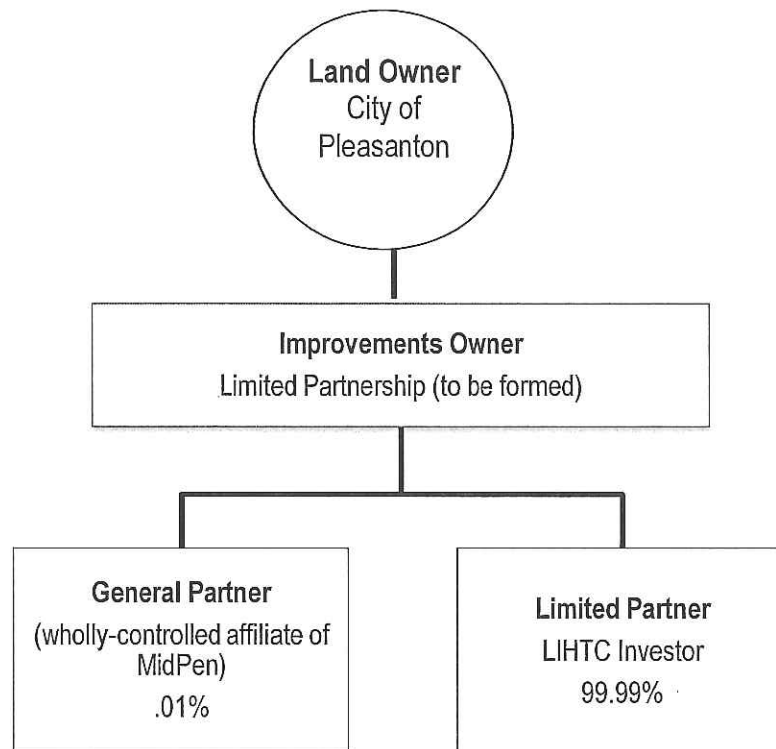 Land Owner
City of
Pleasanton
Improvements Owner
Limited Partnership (to be formed)
General Partner
(wholly-controlled affiliate of
MidPen)
.01%
Limited Partner
LIHTC Investor
99.99%